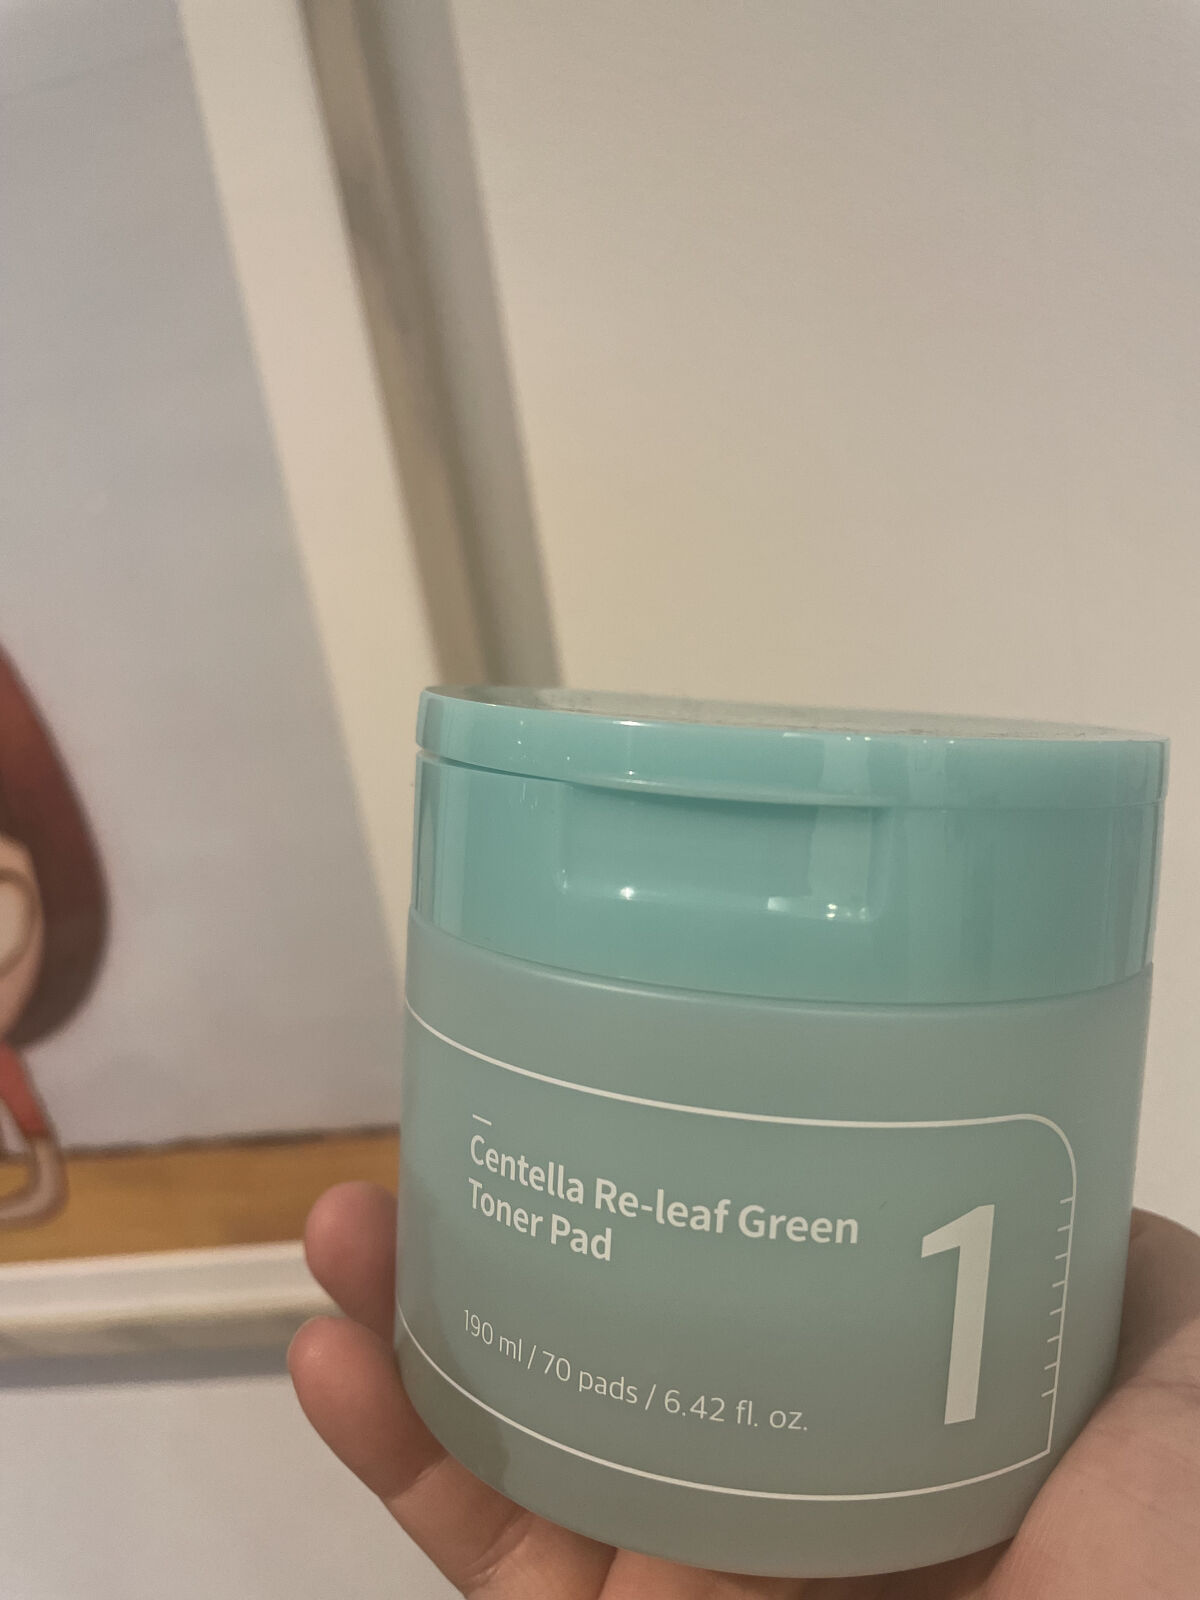 Centella Re-leaf Green
Toner Pad
190 ml / 70 pads / 6.42 fl. oz.
1